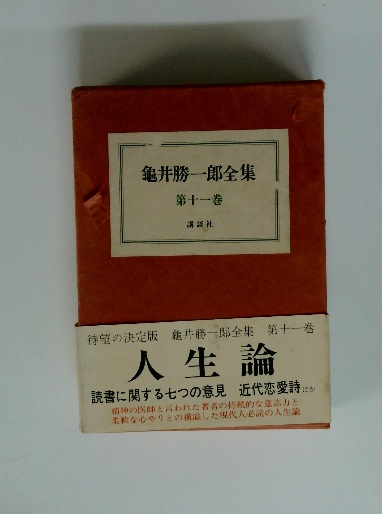 龜井勝一郎全集
第十一巻
講談社
待望の決定版 龜井勝一郎全集 第十一巻
人生論
読書に関する七つの意見 近代恋愛詩ほか
精神の医師と言われた著者の持続的な意志力と
柔軟な心やりとの横溢した現代人必読の人生論